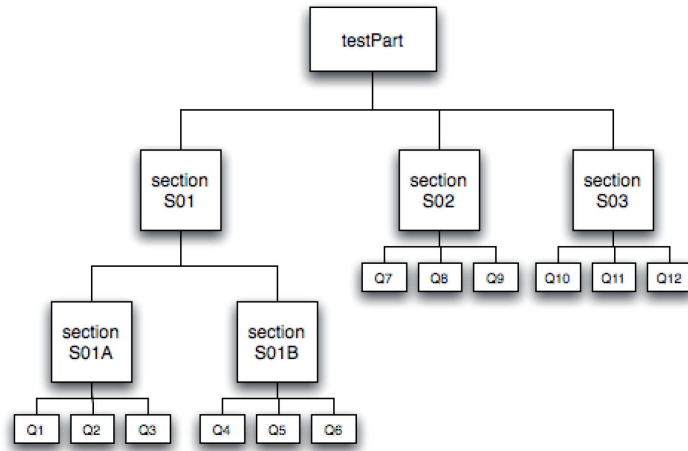 testPart
section
S01
section
S02
section
S03
Q7
Q8
Q9
Q10
Q11
Q12
section
S01A
section
S01B
Q1
Q2
Q3
Q4
Q5
Q6